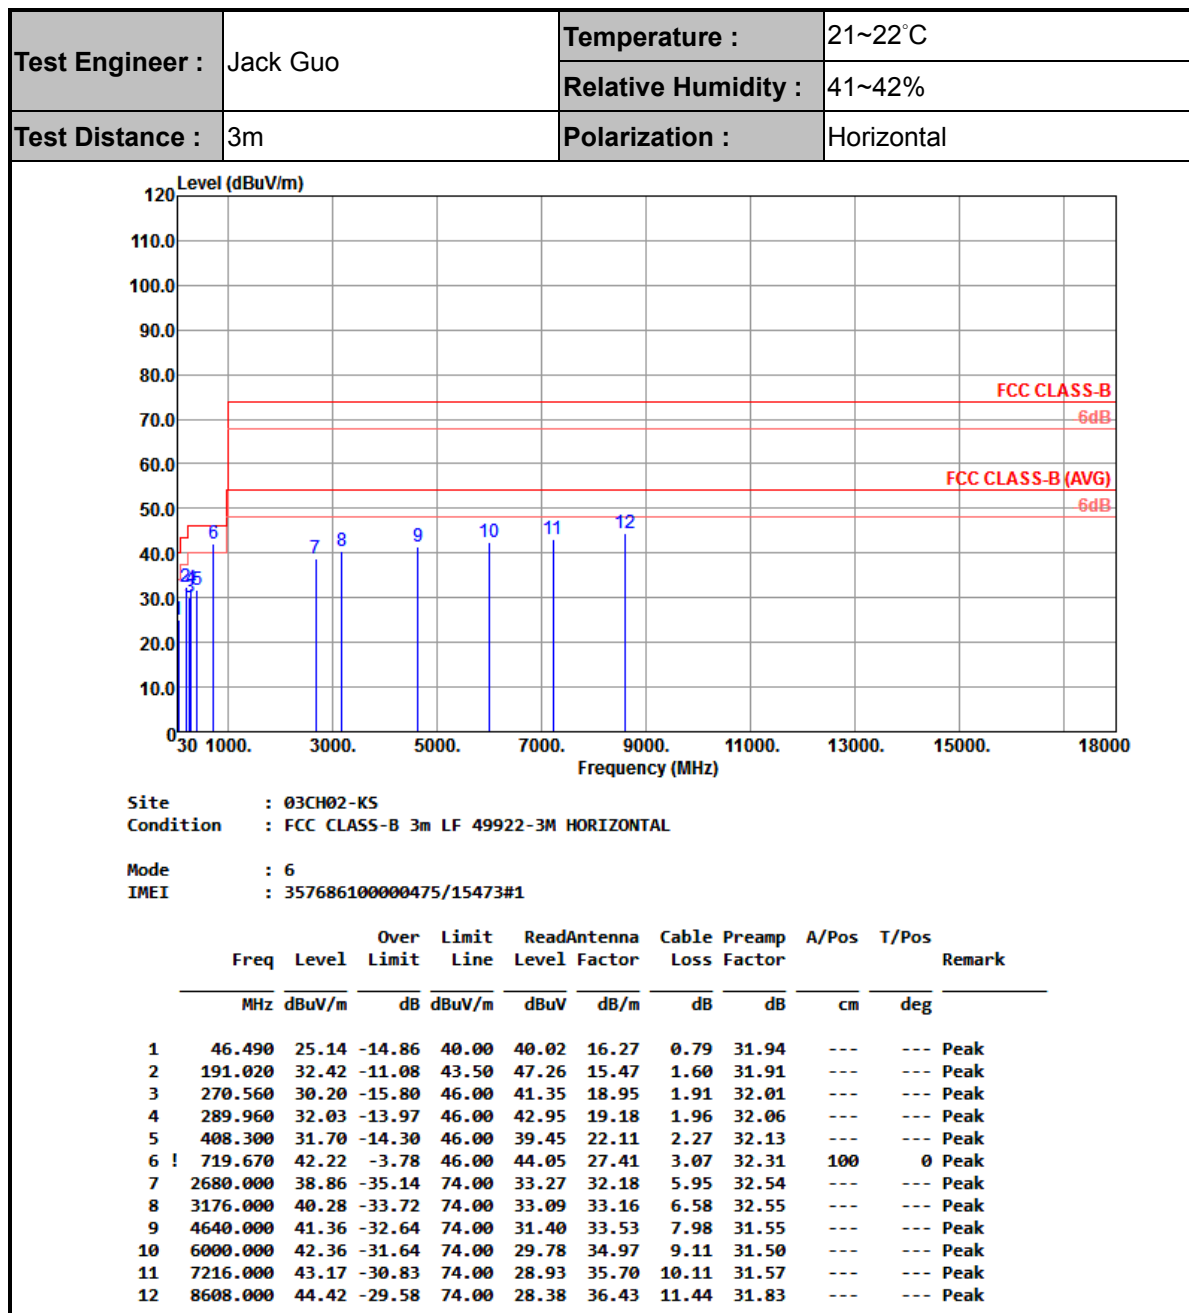 Test Engineer : Jack Guo Temperature : 21~22°C
Relative Humidity : 41~42%
Test Distance : 3m Polarization : Horizontal
Level (dBuV/m)
120
110.0
100.0
90.0
80.0
FCC CLASS-B
70.0
-6dB
60.0
FCC CLASS-B (AVG)
50.0
-6dB
6 7 8 9 10 11 12
40.0
2 4 5
3
30.0
20.0
10.0
0
30 1000. 3000. 5000. 7000. 9000. 11000. 13000. 15000. 18000
Frequency (MHz)
Site : 03CH02-KS
Condition : FCC CLASS-B 3m LF 49922-3M HORIZONTAL
Mode : 6
IMEI : 357686100000475/15473#1
Over Limit ReadAntenna Cable Preamp A/Pos T/Pos
Freq Level Limit Line Level Factor Loss Factor Remark
MHz dBuV/m dB dBuV/m dBuV dB/m dB dB cm deg
1 46.490 25.14 -14.86 40.00 40.02 16.27 0.79 31.94 --- --- Peak
2 191.020 32.42 -11.08 43.50 47.26 15.47 1.60 31.91 --- --- Peak
3 270.560 30.20 -15.80 46.00 41.35 18.95 1.91 32.01 --- --- Peak
4 289.960 32.03 -13.97 46.00 42.95 19.18 1.96 32.06 --- --- Peak
5 408.300 31.70 -14.30 46.00 39.45 22.11 2.27 32.13 --- --- Peak
6 ! 719.670 42.22 -3.78 46.00 44.05 27.41 3.07 32.31 100 0 Peak
7 2680.000 38.86 -35.14 74.00 33.27 32.18 5.95 32.54 --- --- Peak
8 3176.000 40.28 -33.72 74.00 33.09 33.16 6.58 32.55 --- --- Peak
9 4640.000 41.36 -32.64 74.00 31.40 33.53 7.98 31.55 --- --- Peak
10 6000.000 42.36 -31.64 74.00 29.78 34.97 9.11 31.50 --- --- Peak
11 7216.000 43.17 -30.83 74.00 28.93 35.70 10.11 31.57 --- --- Peak
12 8608.000 44.42 -29.58 74.00 28.38 36.43 11.44 31.83 --- --- Peak